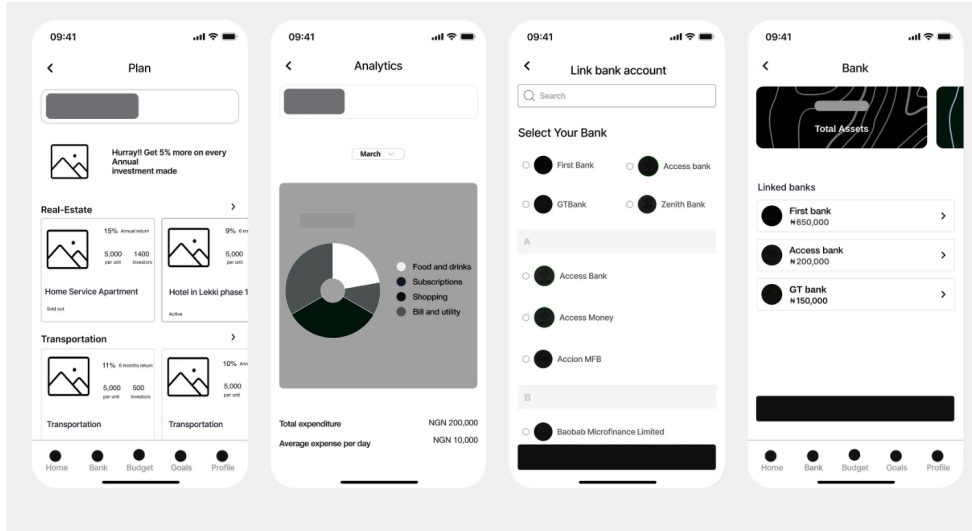 09:41
Plan
Hurray!! Get 5% more on every
Annual
investment made
Real-Estate
15% Annual return
5,000 1400
per unit Investors
Home Service Apartment
Sold out
9%
5,000
per unit
Hotel in Lekki phase 1
Active
Transportation
11% 6 months return
5,000 500
per unit Investors
Transportation
10%
5,000
per unit
Transportation
Home Bank Budget Goals Profile
09:41
Analytics
March
Food and drinks
Subscriptions
Shopping
Bill and utility
Total expenditure NGN 200,000
Average expense per day NGN 10,000
09:41
Link bank account
Search
Select Your Bank
First Bank Access bank
GTBank Zenith Bank
A
Access Bank
Access Money
Accion MFB
B
Baobab Microfinance Limited
09:41
Bank
Total Assets
Linked banks
First bank
₦650,000
Access bank
₦200,000
GT bank
₦150,000
Home Bank Budget Goals Profile